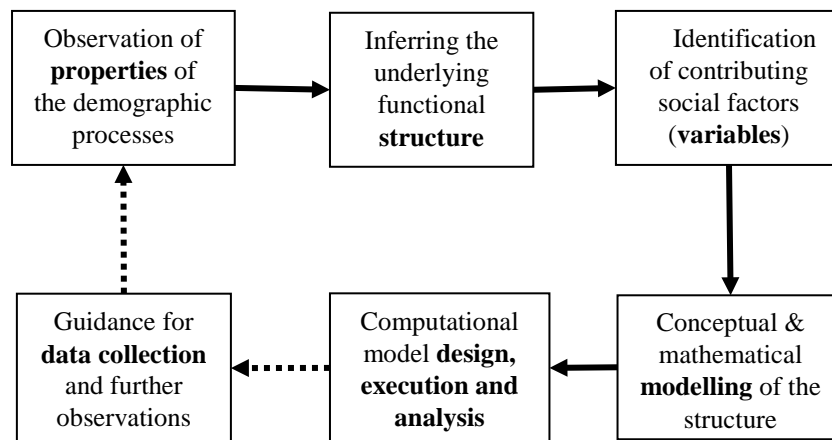 Observation of
properties of
the demographic
processes
Inferring the
underlying
functional
structure
Identification
of contributing
social factors
(variables)
Guidance for
data collection
and further
observations
Computational
model design,
execution and
analysis
Conceptual &
mathematical
modelling of the
structure